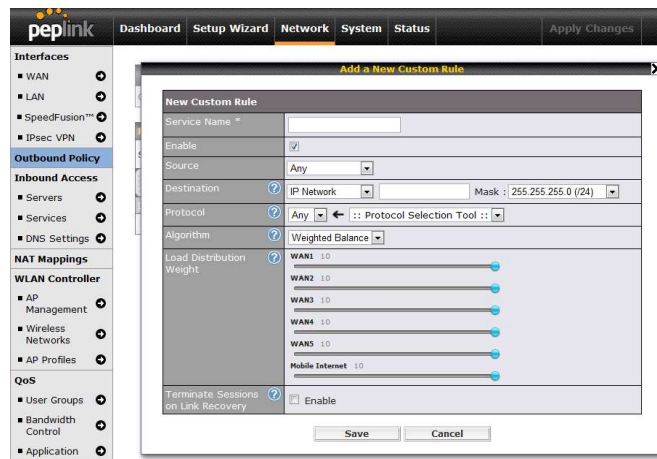 peplink
Dashboard Setup Wizard Network System Status Apply Changes
Interfaces
WAN
LAN
SpeedFusion™
IPsec VPN
Outbound Policy
Inbound Access
Servers
Services
DNS Settings
NAT Mappings
WLAN Controller
AP Management
Wireless Networks
AP Profiles
QoS
User Groups
Bandwidth Control
Application
Add a New Custom Rule
New Custom Rule
Service Name *
Enable
Source Any
Destination IP Network Mask : 255.255.255.0 (/24)
Protocol Any :: Protocol Selection Tool ::
Algorithm Weighted Balance
Load Distribution Weight
WAN1 10
WAN2 10
WAN3 10
WAN4 10
WAN5 10
Mobile Internet 10
Terminate Sessions on Link Recovery Enable
Save Cancel